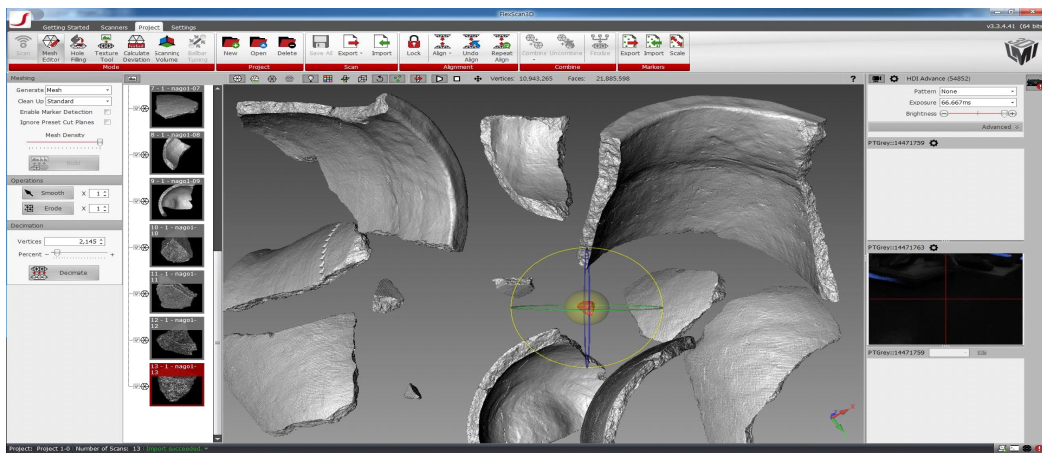 FlexScan3D
Getting Started Scanners Project Settings
v3.3.4.41 (64 bit)
Scan Mesh Editor Hole Filling Texture Tool Calculate Deviation Scanning Volume Ballbar Tuning
New Open Delete
Save All Export Import
Lock Align Undo Align Repeat Align
Combine Uncombine Finalize
Export Import Scale
Mode Project Scan Alignment Combine Markers
Meshing
Generate Mesh
Clean Up Standard
Enable Marker Detection
Ignore Preset Cut Planes
Mesh Density
Operations
Smooth X 1
Erode X 1
Decimation
Vertices 2,145
Percent - +
Decimate
7 - 1 - nago1-07
8 - 1 - nago1-08
9 - 1 - nago1-09
10 - 1 - nago1-
10
11 - 1 - nago1-
11
12 - 1 - nago1-
12
13 - 1 - nago1-
13
Vertices: 10,943,265 Faces: 21,885,598
?
HDI Advance (54852)
Pattern None
Exposure 66.667ms
Brightness
Advanced
PTGrey::14471759
PTGrey::14471763
PTGrey::14471759
Project: Project 1-0 Number of Scans: 13 Import succeeded.